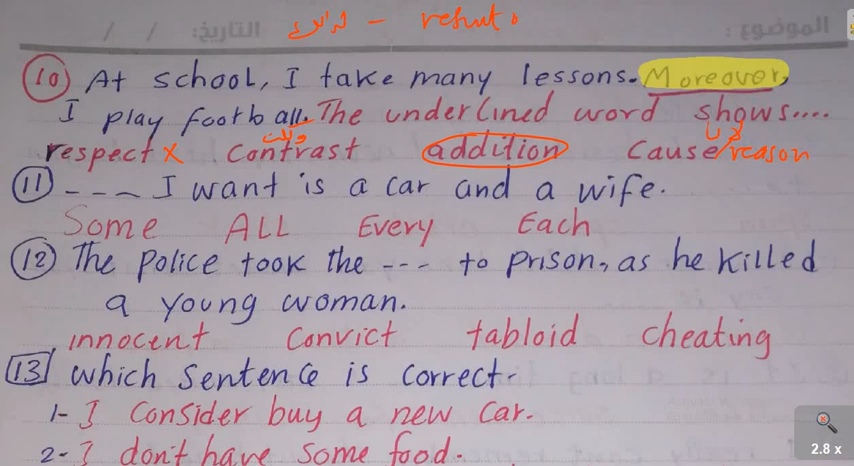 الموضوع : التاريخ: / /
(10) At school, I take many lessons. Moreover,
I play football. The underlined word shows....
respect x contrast addition cause/reason
(11) --- I want is a car and a wife.
Some ALL Every Each
(12) The police took the --- to prison, as he killed
a young woman.
innocent convict tabloid cheating
[13] which sentence is correct..
1- I consider buy a new car.
2- I don't have some food.
2.8 x